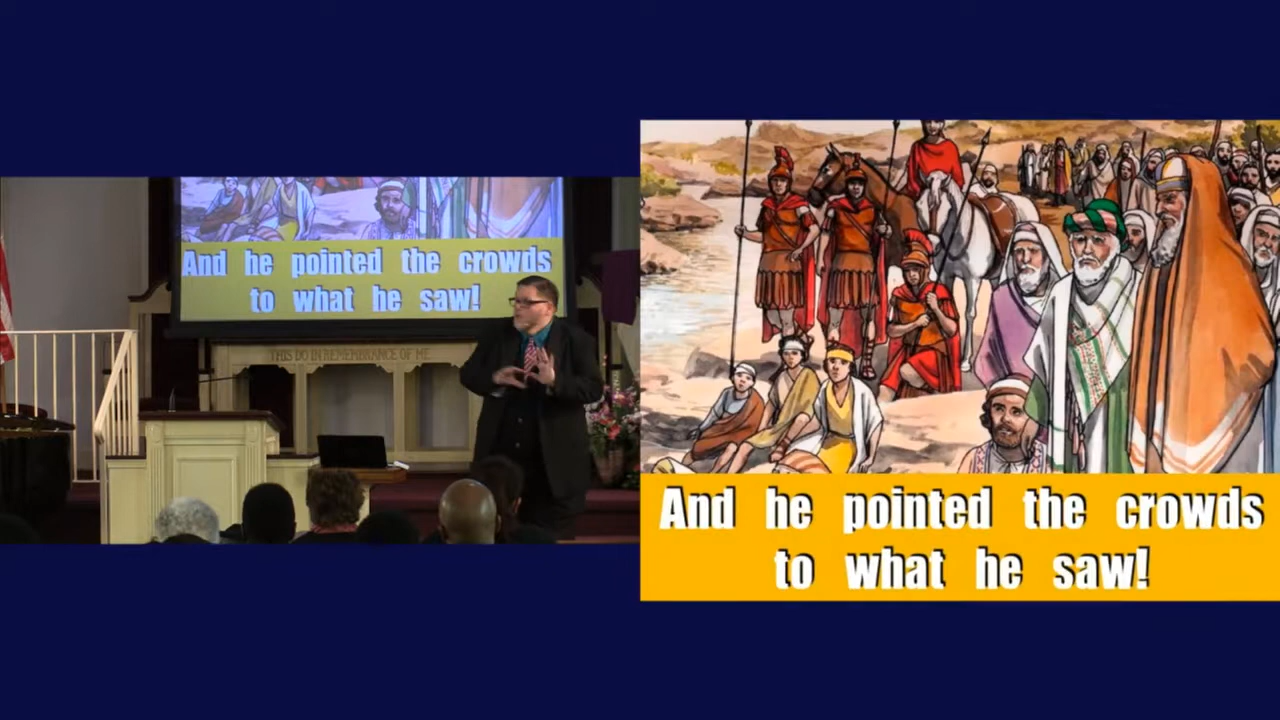 And he pointed the crowds
to what he saw!
THIS DO IN REMEMBRANCE OF ME
And he pointed the crowds
to what he saw!